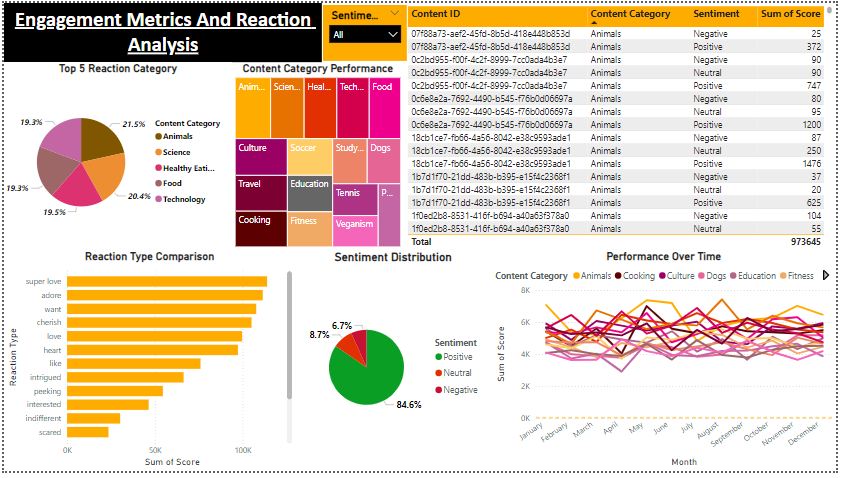 Engagement Metrics And Reaction
Analysis
Sentime...
All
Content ID Content Category Sentiment Sum of Score
07f88a73-aef2-45fd-8b5d-418e448b853d Animals Negative 25
07f88a73-aef2-45fd-8b5d-418e448b853d Animals Positive 372
0c2bd955-f00f-4c2f-8999-7cc0ada4b3e7 Animals Negative 90
0c2bd955-f00f-4c2f-8999-7cc0ada4b3e7 Animals Neutral 90
0c2bd955-f00f-4c2f-8999-7cc0ada4b3e7 Animals Positive 747
0c6e8e2a-7692-4490-b545-f76b0d06697a Animals Negative 80
0c6e8e2a-7692-4490-b545-f76b0d06697a Animals Neutral 95
0c6e8e2a-7692-4490-b545-f76b0d06697a Animals Positive 1200
18cb1ce7-fb66-4a56-8042-e38c9593ade1 Animals Negative 87
18cb1ce7-fb66-4a56-8042-e38c9593ade1 Animals Neutral 250
18cb1ce7-fb66-4a56-8042-e38c9593ade1 Animals Positive 1476
1b7d1f70-21dd-483b-b395-e15f4c2368f1 Animals Negative 37
1b7d1f70-21dd-483b-b395-e15f4c2368f1 Animals Neutral 20
1b7d1f70-21dd-483b-b395-e15f4c2368f1 Animals Positive 625
1f0ed2b8-8531-416f-b694-a40a63f378a0 Animals Negative 104
1f0ed2b8-8531-416f-b694-a40a63f378a0 Animals Neutral 55
Total 973645
Top 5 Reaction Category
21.5%
20.4%
19.5%
19.3%
19.3%
Content Category
Animals
Science
Healthy Eati...
Food
Technology
Content Category Performance
Anim... Scien... Heal... Tech... Food
Culture Soccer Study... Dogs
Travel Education Tennis P...
Cooking Fitness Veganism
Reaction Type Comparison
Reaction Type
super love
adore
want
cherish
love
heart
like
intrigued
peeking
interested
indifferent
scared
0K 50K 100K
Sum of Score
Sentiment Distribution
6.7%
8.7%
84.6%
Sentiment
Positive
Neutral
Negative
Performance Over Time
Content Category Animals Cooking Culture Dogs Education Fitness
Sum of Score
8K
6K
4K
2K
0K
January February March April May June July August September October November December
Month